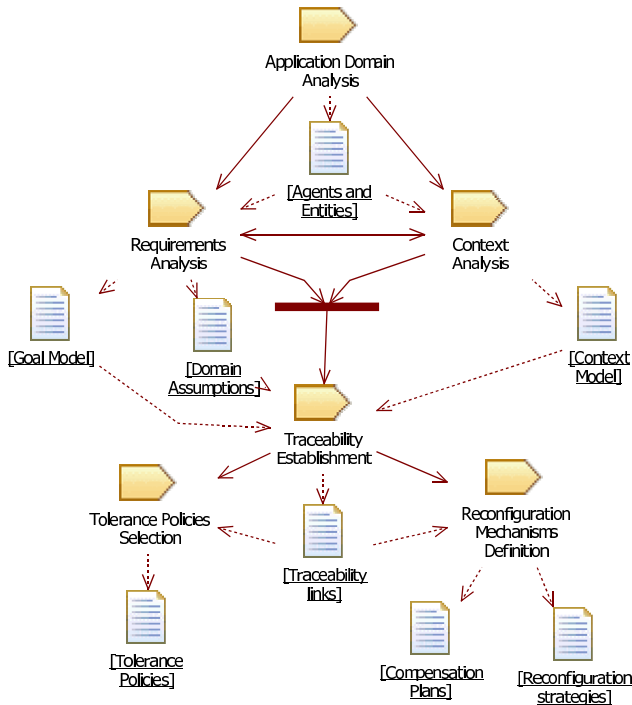 Application Domain
Analysis
[Agents and
Entities]
Requirements
Analysis
Context
Analysis
[Goal Model]
[Domain
Assumptions]
[Context
Model]
Traceability
Establishment
Tolerance Policies
Selection
Reconfiguration
Mechanisms
Definition
[Traceability
links]
[Tolerance
Policies]
[Compensation
Plans]
[Reconfiguration
strategies]